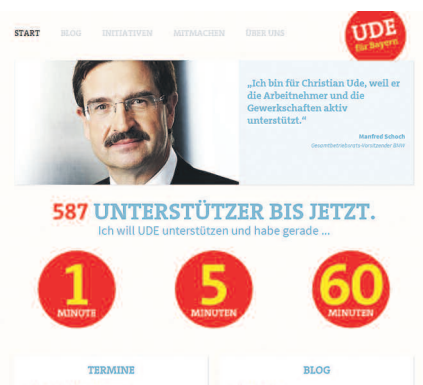 START BLOG INITIATIVEN MITMACHEN ÜBER UNS
UDE
für Bayern
„Ich bin für Christian Ude, weil er
die Arbeitnehmer und die
Gewerkschaften aktiv
unterstützt.“
Manfred Schoch
Gesamtbetriebsrats-Vorsitzender BMW
587 UNTERSTÜTZER BIS JETZT.
Ich will UDE unterstützen und habe gerade ...
1
MINUTE
5
MINUTEN
60
MINUTEN
TERMINE
BLOG